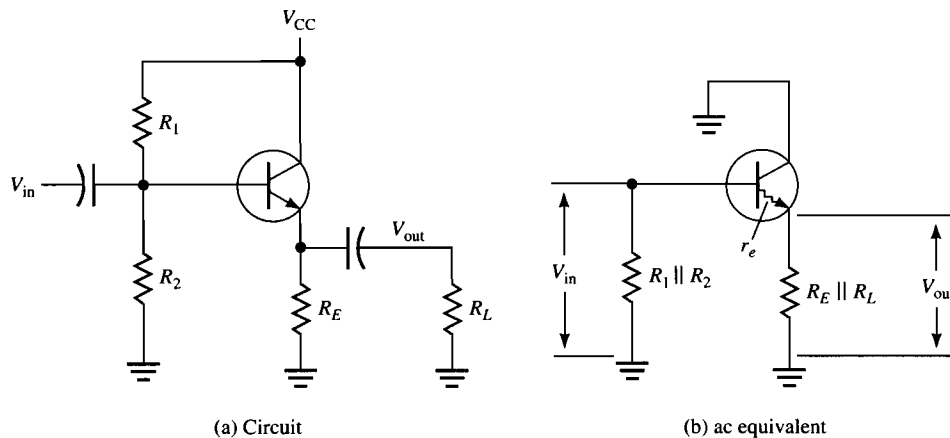 V_CC
R_1
V_in
V_out
R_2
R_E
R_L
(a) Circuit
r_e
V_in
R_1 || R_2
R_E || R_L
V_ou
(b) ac equivalent